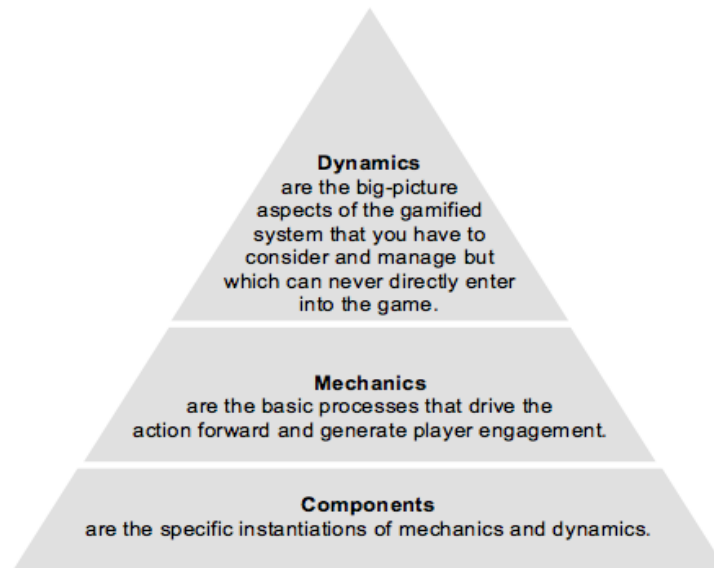 Dynamics
are the big-picture
aspects of the gamified
system that you have to
consider and manage but
which can never directly enter
into the game.
Mechanics
are the basic processes that drive the
action forward and generate player engagement.
Components
are the specific instantiations of mechanics and dynamics.